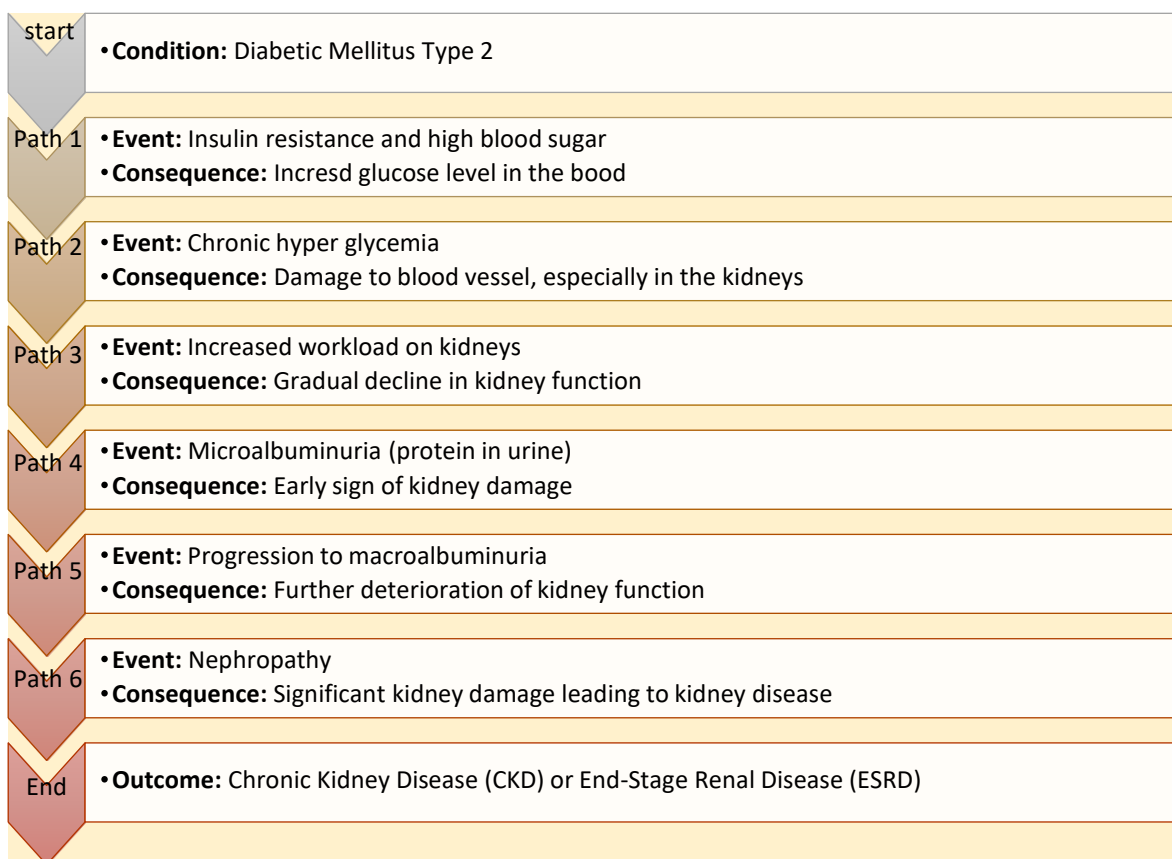 start
• Condition: Diabetic Mellitus Type 2
Path 1
• Event: Insulin resistance and high blood sugar
• Consequence: Incresd glucose level in the bood
Path 2
• Event: Chronic hyper glycemia
• Consequence: Damage to blood vessel, especially in the kidneys
Path 3
• Event: Increased workload on kidneys
• Consequence: Gradual decline in kidney function
Path 4
• Event: Microalbuminuria (protein in urine)
• Consequence: Early sign of kidney damage
Path 5
• Event: Progression to macroalbuminuria
• Consequence: Further deterioration of kidney function
Path 6
• Event: Nephropathy
• Consequence: Significant kidney damage leading to kidney disease
End
• Outcome: Chronic Kidney Disease (CKD) or End-Stage Renal Disease (ESRD)